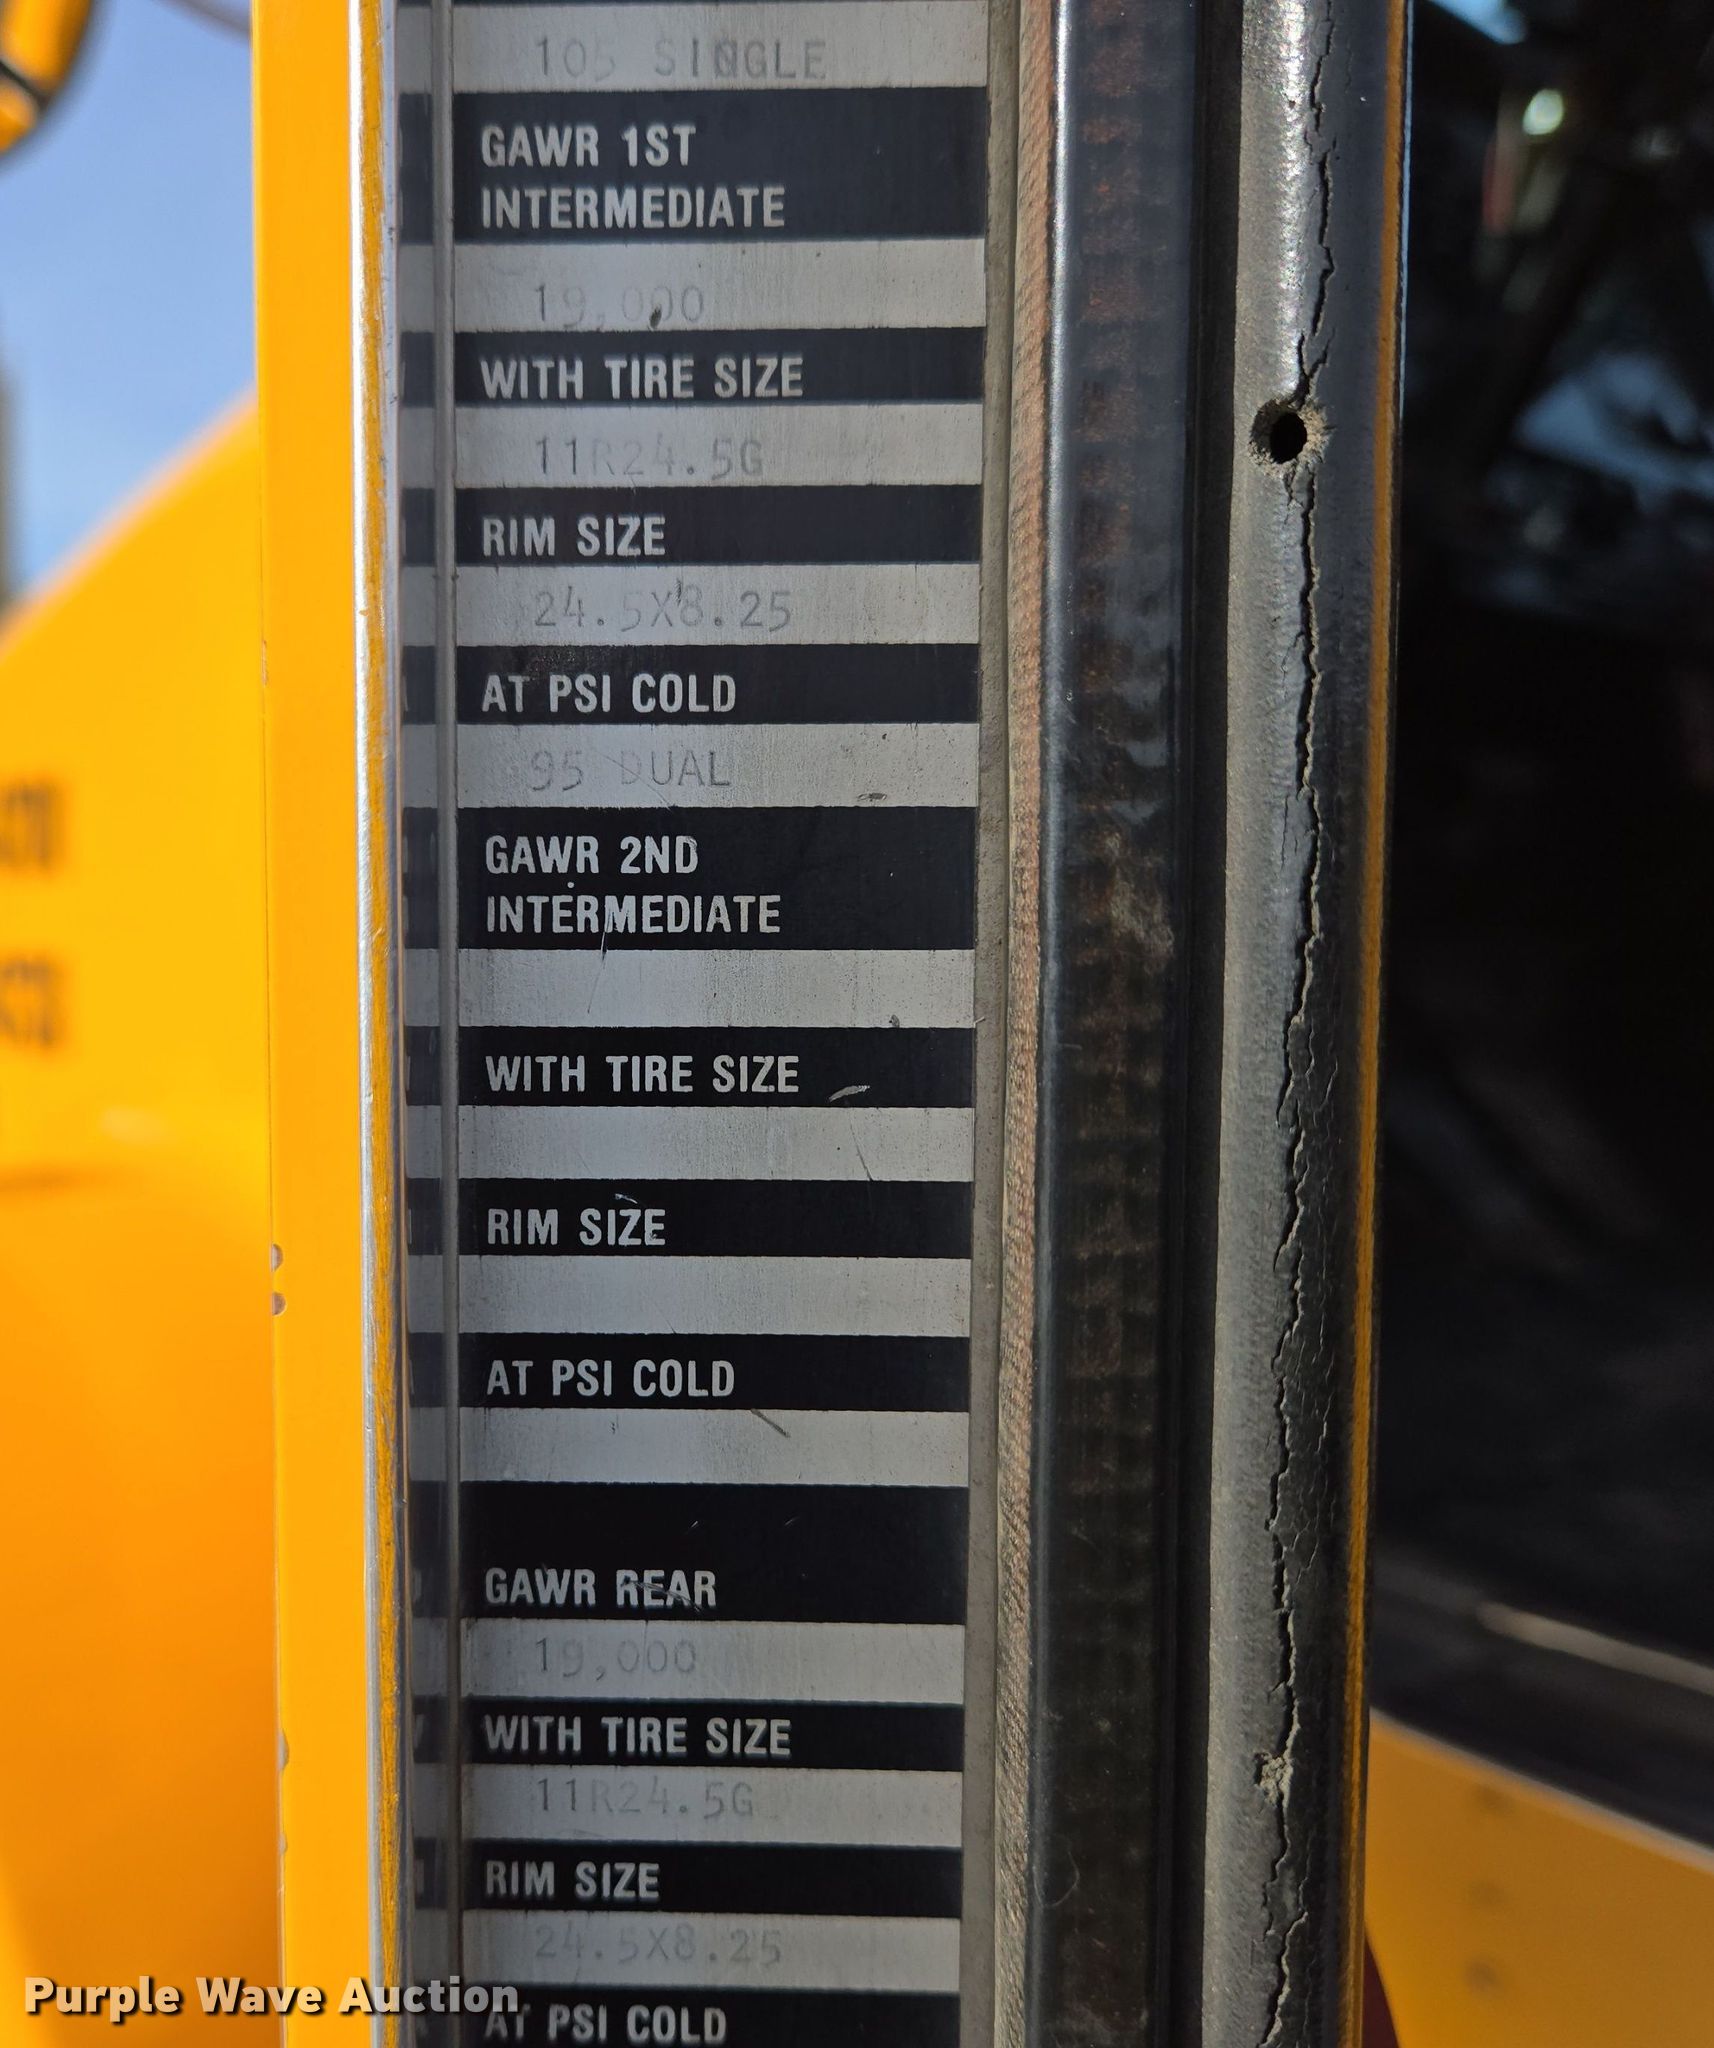 105 SINGLE
GAWR 1ST
INTERMEDIATE
19,000
WITH TIRE SIZE
11R24.5G
RIM SIZE
24.5X8.25
AT PSI COLD
95 DUAL
GAWR 2ND
INTERMEDIATE
WITH TIRE SIZE
RIM SIZE
AT PSI COLD
GAWR REAR
19,000
WITH TIRE SIZE
11R24.5G
RIM SIZE
24.5X8.25
AT PSI COLD
Purple Wave Auction